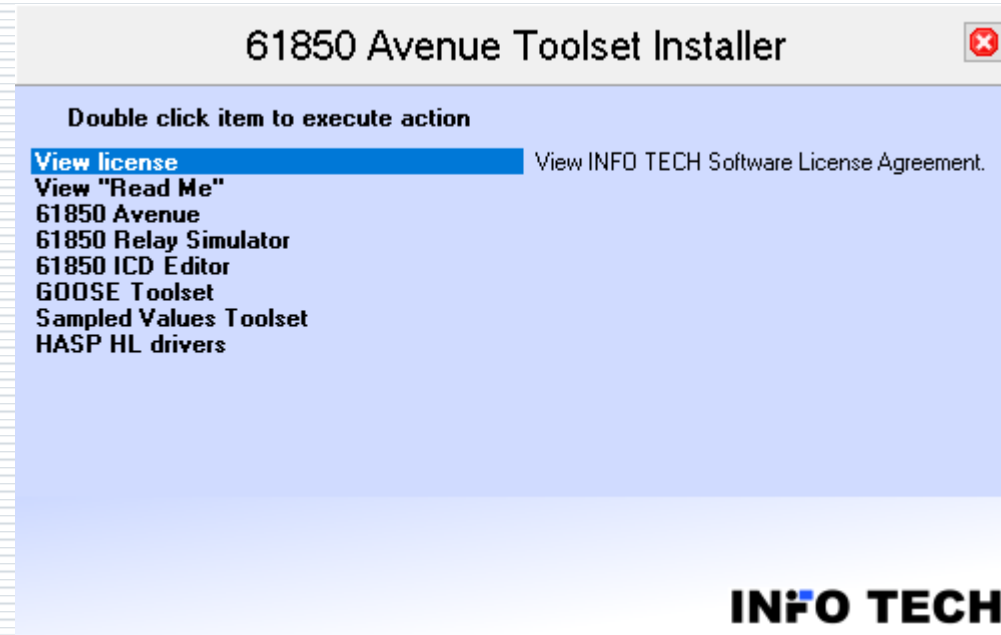 61850 Avenue Toolset Installer
Double click item to execute action
View license
View INFO TECH Software License Agreement.
View "Read Me"
61850 Avenue
61850 Relay Simulator
61850 ICD Editor
GOOSE Toolset
Sampled Values Toolset
HASP HL drivers
INFO TECH